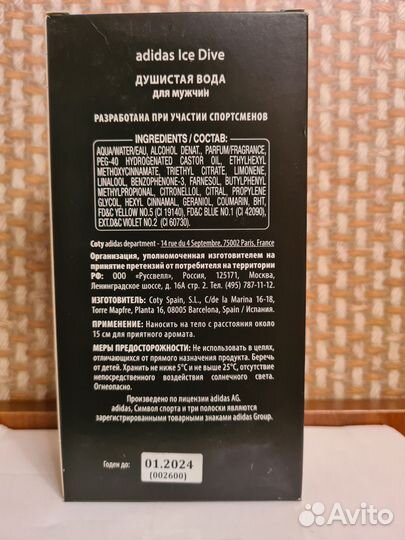 adidas Ice Dive
ДУШИСТАЯ ВОДА
для мужчин
РАЗРАБОТАНА ПРИ УЧАСТИИ СПОРТСМЕНОВ
INGREDIENTS / СОСТАВ:
AQUA/WATER/EAU, ALCOHOL DENAT., PARFUM/FRAGRANCE,
PEG-40 HYDROGENATED CASTOR OIL, ETHYLHEXYL
METHOXYCINNAMATE, TRIETHYL CITRATE, LIMONENE,
LINALOOL, BENZOPHENONE-3, FARNESOL, BUTYLPHENYL
METHYLPROPIONAL, CITRONELLOL, CITRAL, PROPYLENE
GLYCOL, HEXYL CINNAMAL, GERANIOL, COUMARIN, BHT,
FD&C YELLOW NO.5 (CI 19140), FD&C BLUE NO.1 (CI 42090),
EXT.D&C VIOLET NO.2 (CI 60730).
Coty adidas department - 14 rue du 4 Septembre, 75002 Paris, France
Организация, уполномоченная изготовителем на
принятие претензий от потребителя на территории
РФ: ООО «Руссвелл», Россия, 125171, Москва,
Ленинградское шоссе, д. 16А стр. 2. Тел. (495) 787-11-12.
ИЗГОТОВИТЕЛЬ: Coty Spain, S.L., C/de la Marina 16-18,
Torre Mapfre, Planta 16, 08005 Barcelona, Spain / Испания.
ПРИМЕНЕНИЕ: Наносить на тело с расстояния около
15 см для приятного аромата.
МЕРЫ ПРЕДОСТОРОЖНОСТИ: Не использовать в целях,
отличающихся от прямого назначения продукта. Беречь
от детей. Хранить не ниже 5°C и не выше 25°C, отсутствие
непосредственного воздействия солнечного света.
Огнеопасно.
Произведено по лицензии adidas AG.
adidas, Символ спорта и три полоски являются
зарегистрированными товарными знаками adidas Group.
Годен до:
01.2024
(002600)
Avito